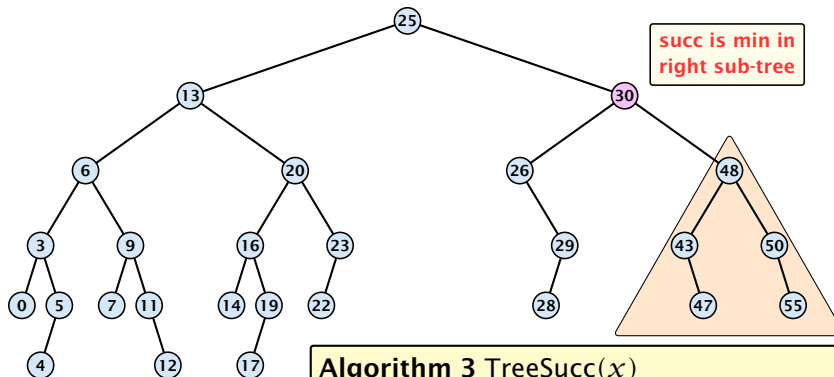 25
succ is min in
right sub-tree
13 30
6 20 26 48
3 9 16 23 29 43 50
0 5 7 11 14 19 22 28 47 55
4 12 17
Algorithm 3 TreeSucc(x)